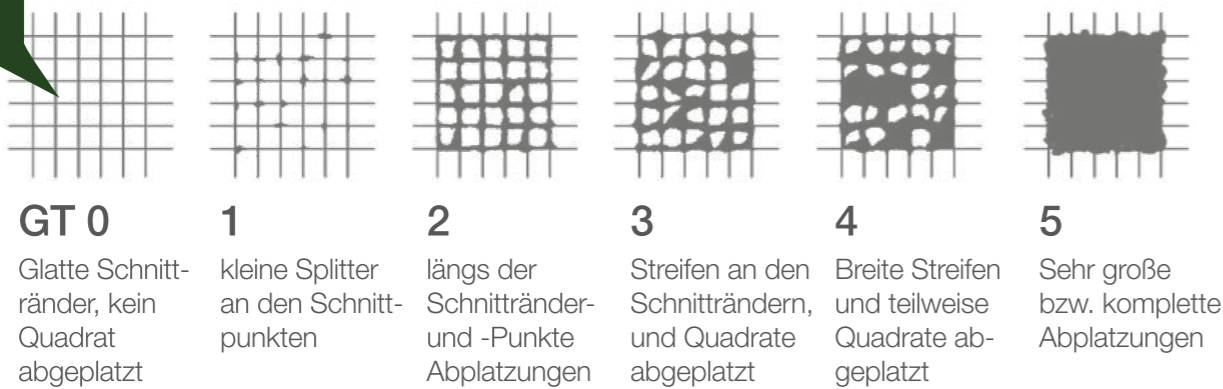 GT 0
Glatte Schnitt-
ränder, kein
Quadrat
abgeplatzt
1
kleine Splitter
an den Schnitt-
punkten
2
längs der
Schnittränder-
und -Punkte
Abplatzungen
3
Streifen an den
Schnitträndern,
und Quadrate
abgeplatzt
4
Breite Streifen
und teilweise
Quadrate ab-
geplatzt
5
Sehr große
bzw. komplette
Abplatzungen